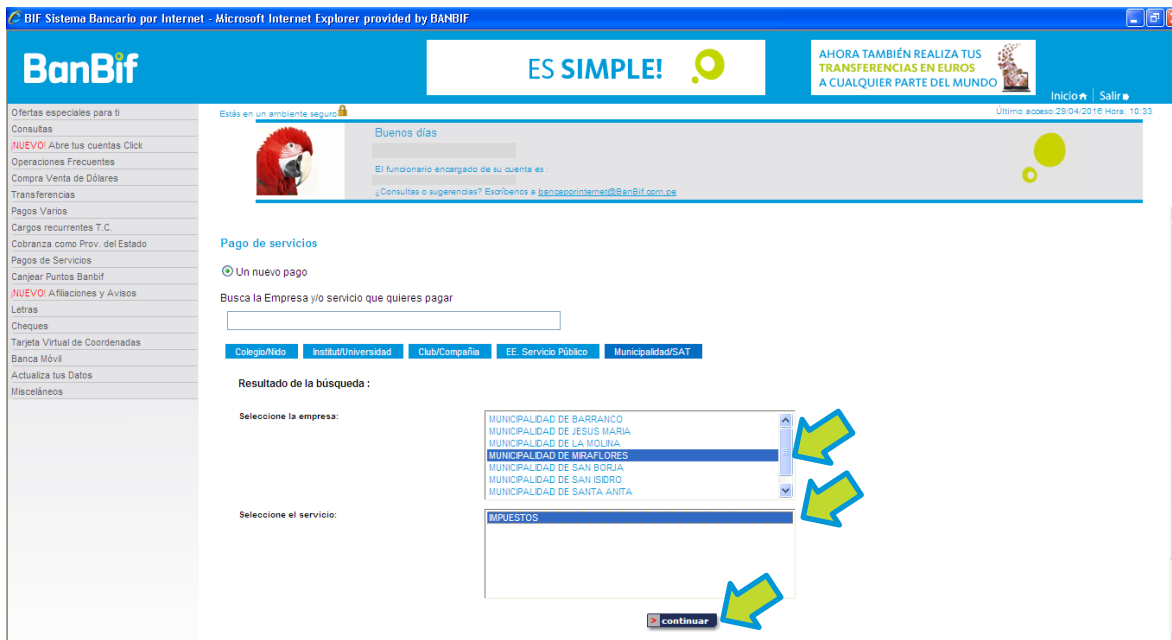 BIF Sistema Bancario por Internet - Microsoft Internet Explorer provided by BANBIF
BanBif
ES SIMPLE!
AHORA TAMBIÉN REALIZA TUS
TRANSFERENCIAS EN EUROS
A CUALQUIER PARTE DEL MUNDO
Inicio Salir
Ofertas especiales para ti
Consultas
¡NUEVO! Abre tus cuentas Click
Operaciones Frecuentes
Compra Venta de Dólares
Transferencias
Pagos Varios
Cargos recurrentes T.C.
Cobranza como Prov. del Estado
Pagos de Servicios
Canjear Puntos Banbif
¡NUEVO! Afiliaciones y Avisos
Letras
Cheques
Tarjeta Virtual de Coordenadas
Banca Móvil
Actualiza tus Datos
Misceláneos
Estás en un ambiente seguro
Último acceso:29/04/2016 Hora: 10:33
Buenos días
El funcionario encargado de su cuenta es :
¿Consultas o sugerencias? Escríbenos a bancaporinternet@BanBif.com.pe
Pago de servicios
Un nuevo pago
Busca la Empresa y/o servicio que quieres pagar
Colegio/Nido Institut/Universidad Club/Compañia EE. Servicio Público Municipalidad/SAT
Resultado de la búsqueda :
Seleccione la empresa:
MUNICIPALIDAD DE BARRANCO
MUNICIPALIDAD DE JESUS MARIA
MUNICIPALIDAD DE LA MOLINA
MUNICIPALIDAD DE MIRAFLORES
MUNICIPALIDAD DE SAN BORJA
MUNICIPALIDAD DE SAN ISIDRO
MUNICIPALIDAD DE SANTA ANITA
Seleccione el servicio:
IMPUESTOS
> continuar